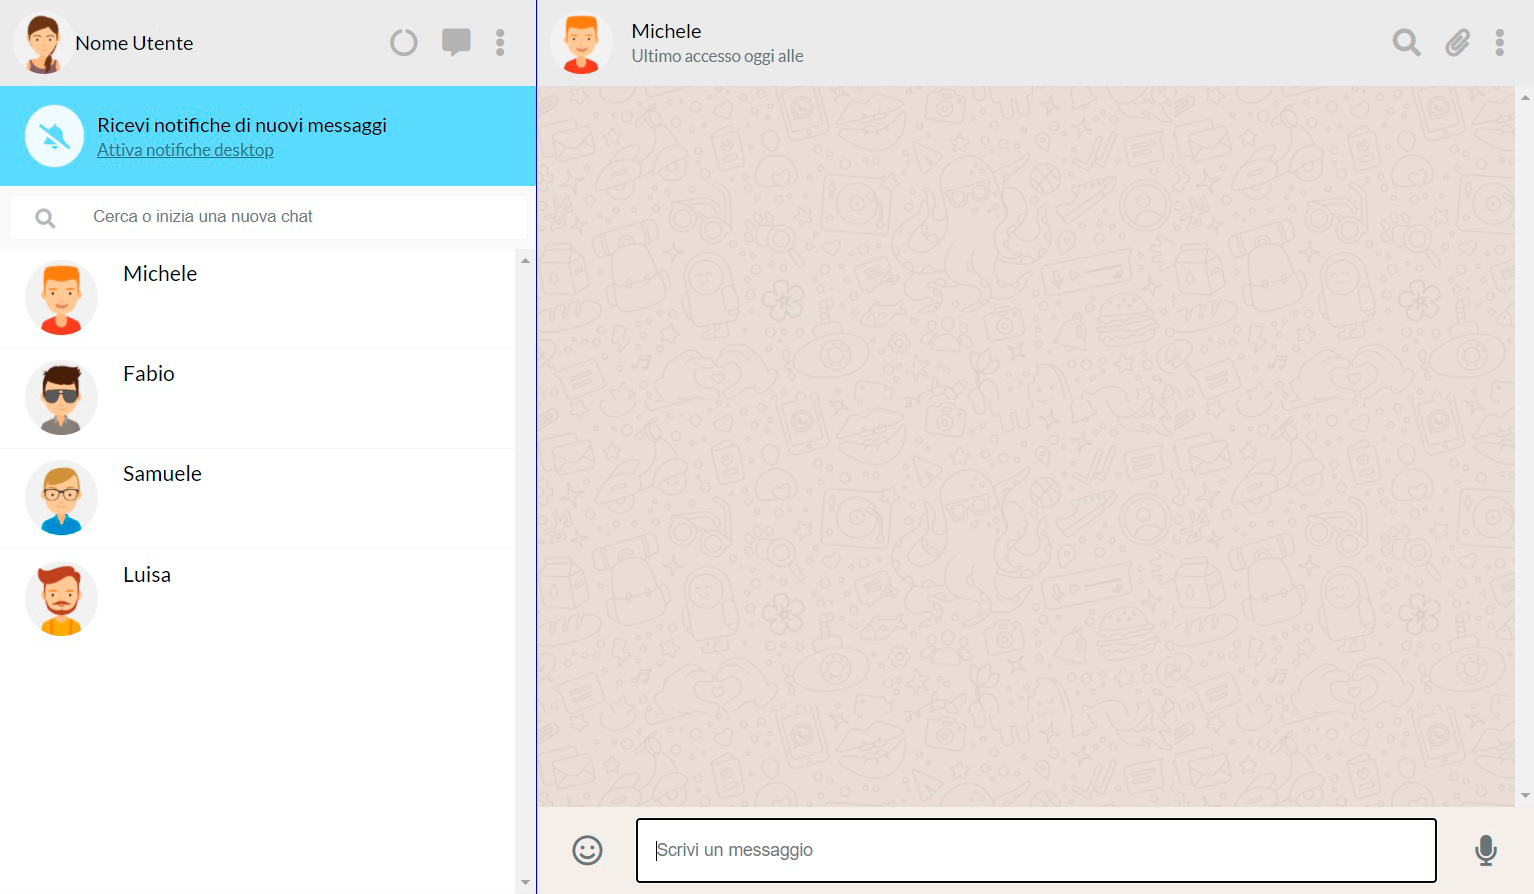 Nome Utente
Ricevi notifiche di nuovi messaggi
Attiva notifiche desktop
Cerca o inizia una nuova chat
Michele
Fabio
Samuele
Luisa
Michele
Ultimo accesso oggi alle
Scrivi un messaggio